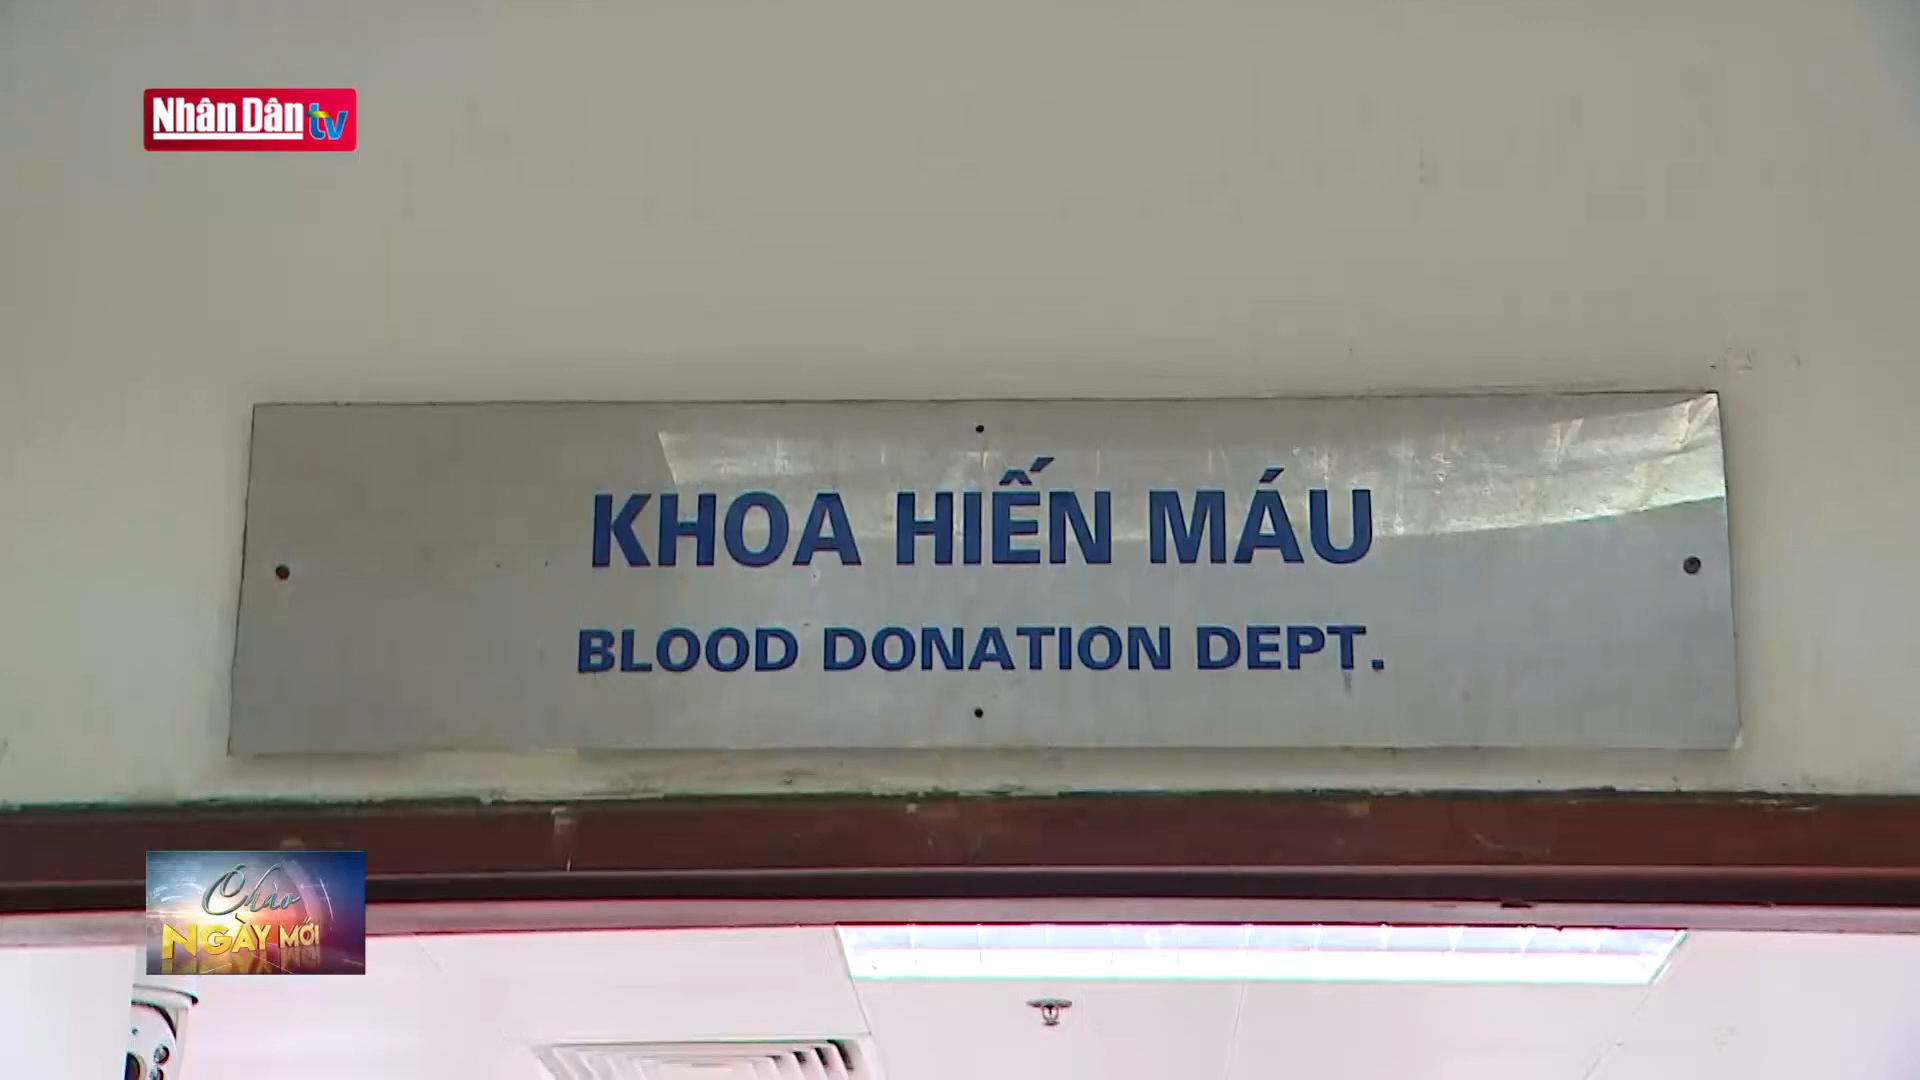 Nhân Dân tv
KHOA HIẾN MÁU
BLOOD DONATION DEPT.
Chào
NGÀY MỚI